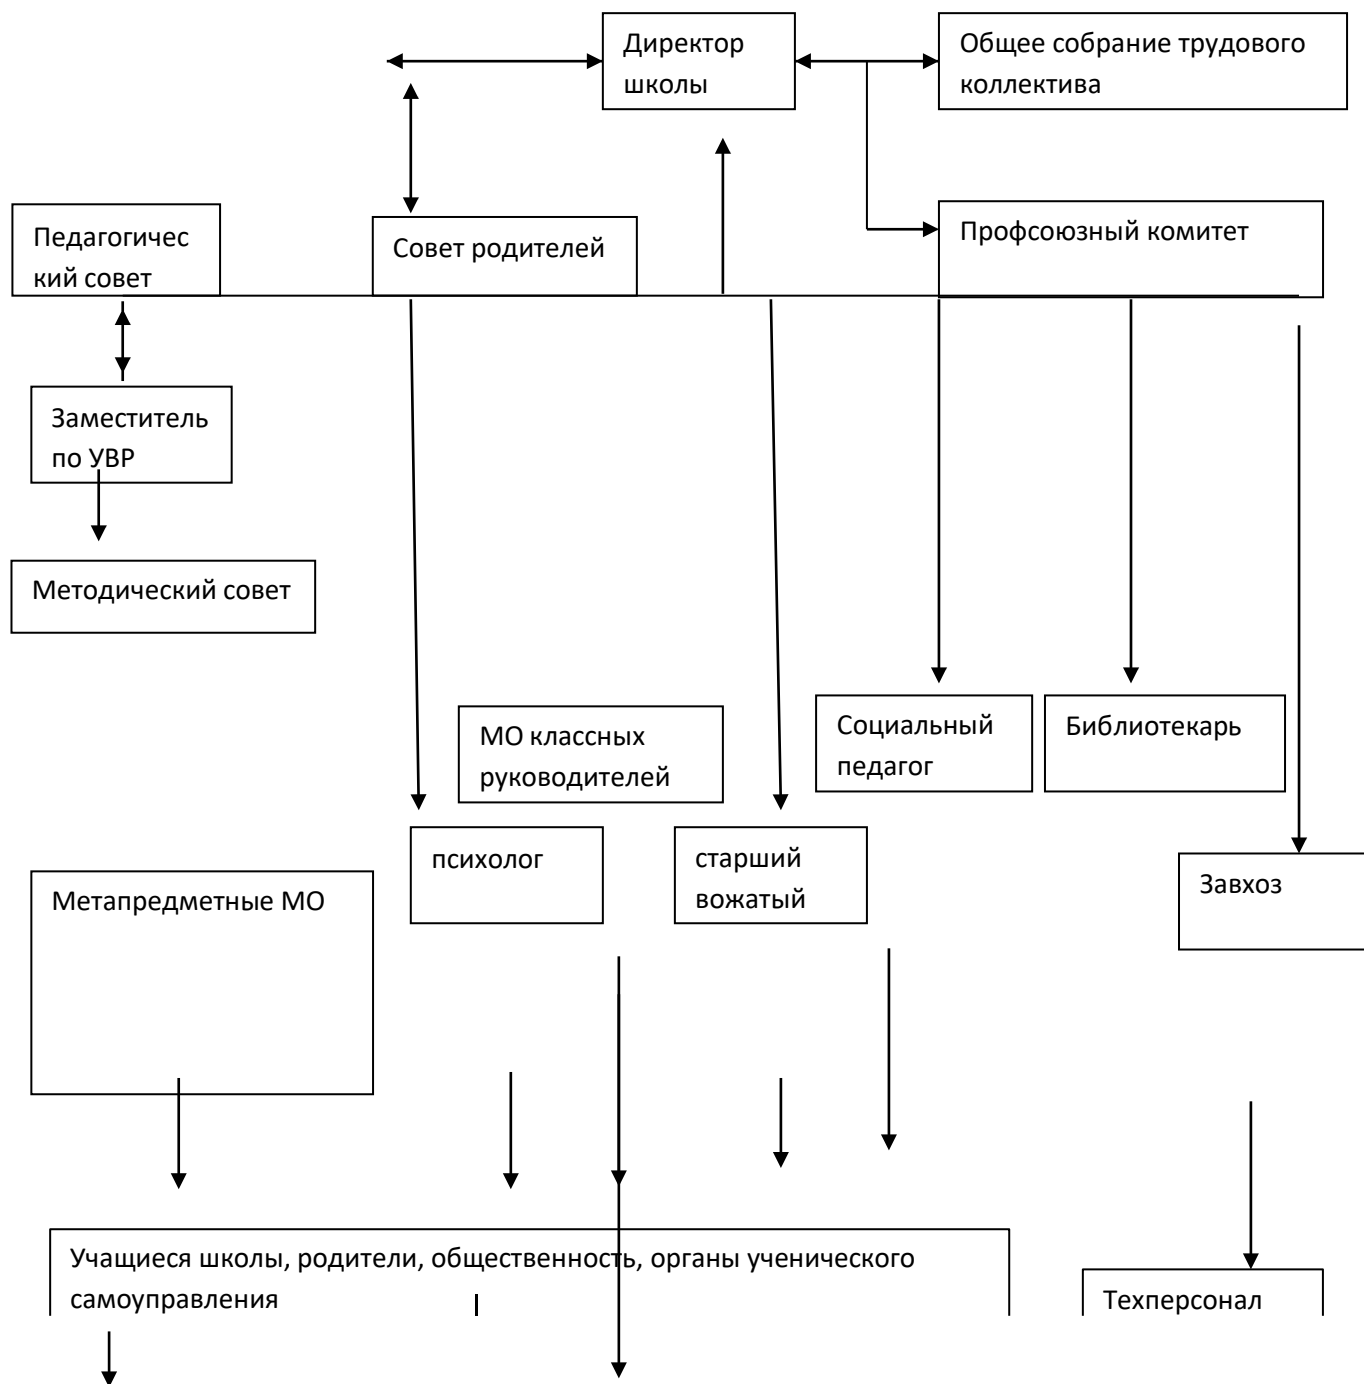 Директор
школы
Общее собрание трудового
коллектива
Педагогичес
кий совет
Совет родителей
Профсоюзный комитет
Заместитель
по УВР
Методический совет
МО классных
руководителей
Социальный
педагог
Библиотекарь
психолог
старший
вожатый
Завхоз
Метапредметные МО
Учащиеся школы, родители, общественность, органы ученического
самоуправления
Техперсонал